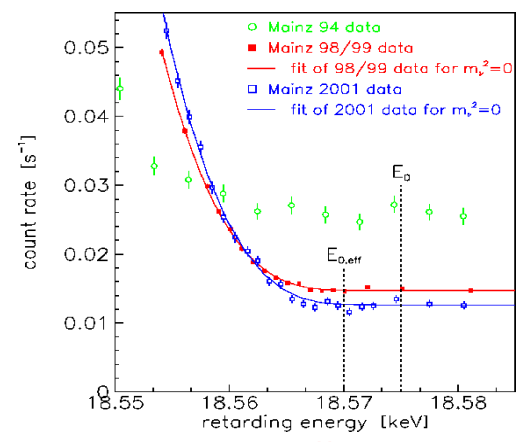 Mainz 94 data
Mainz 98/99 data
fit of 98/99 data for mν²=0
Mainz 2001 data
fit of 2001 data for mν²=0
count rate [s⁻¹]
0.05
0.04
0.03
0.02
0.01
0
E₀
E₀,eff
18.55 18.56 18.57 18.58
retarding energy [keV]